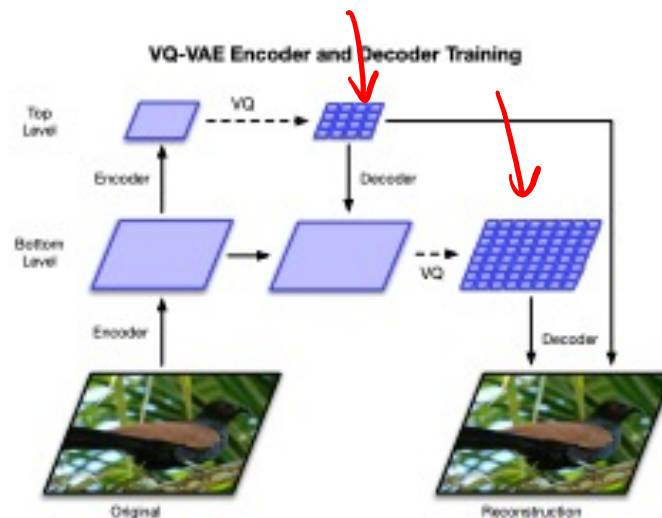 VQ-VAE Encoder and Decoder Training
VQ
Top
Level
Encoder
Decoder
Bottom
Level
VQ
Encoder
Decoder
Original
Reconstruction